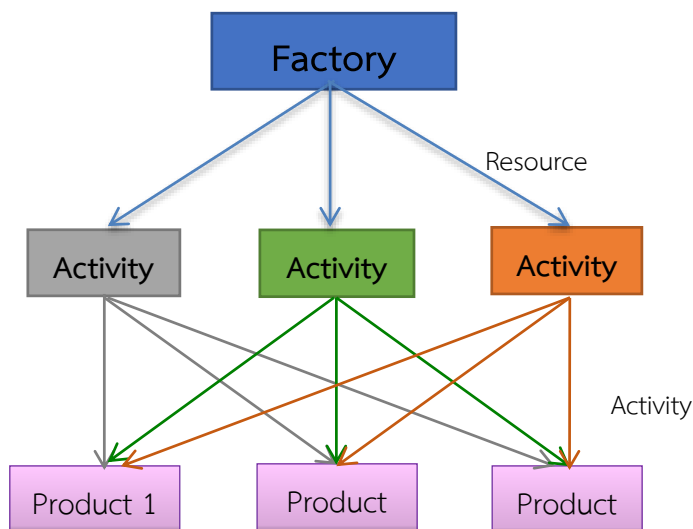 Factory
Resource
Activity
Activity
Activity
Activity
Product 1
Product
Product